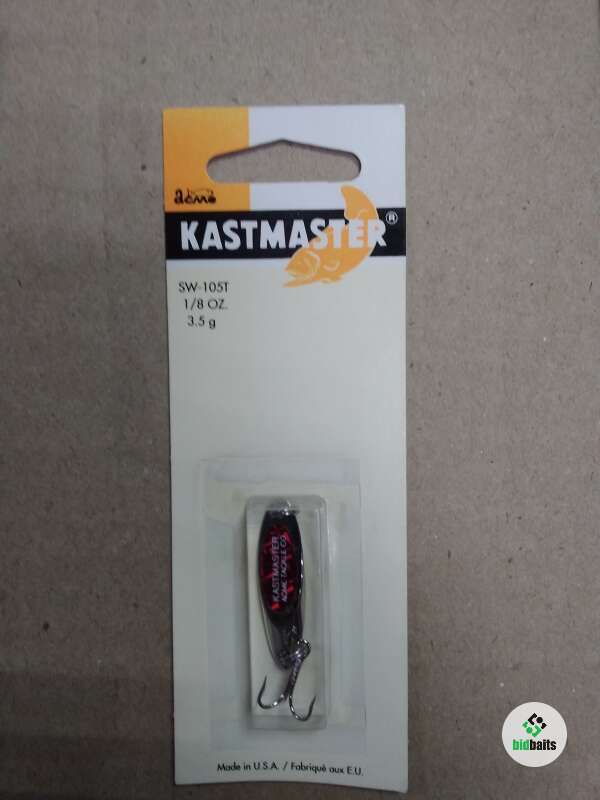 acme
KASTMASTER®
SW-105T
1/8 OZ.
3.5 g
KASTMASTER
ACME TACKLE CO.
Made in U.S.A. / Fabriqué aux E.U.
bidbaits